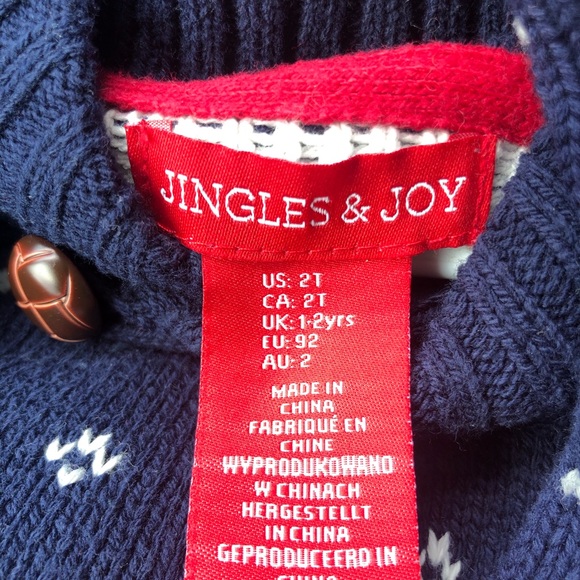 JINGLES & JOY
US: 2T
CA: 2T
UK: 1-2yrs
EU: 92
AU: 2
MADE IN
CHINA
FABRIQUÉ EN
CHINE
WYPRODUKOWANO
W CHINACH
HERGESTELLT
IN CHINA
GEPRODUCEERD IN
CHINA